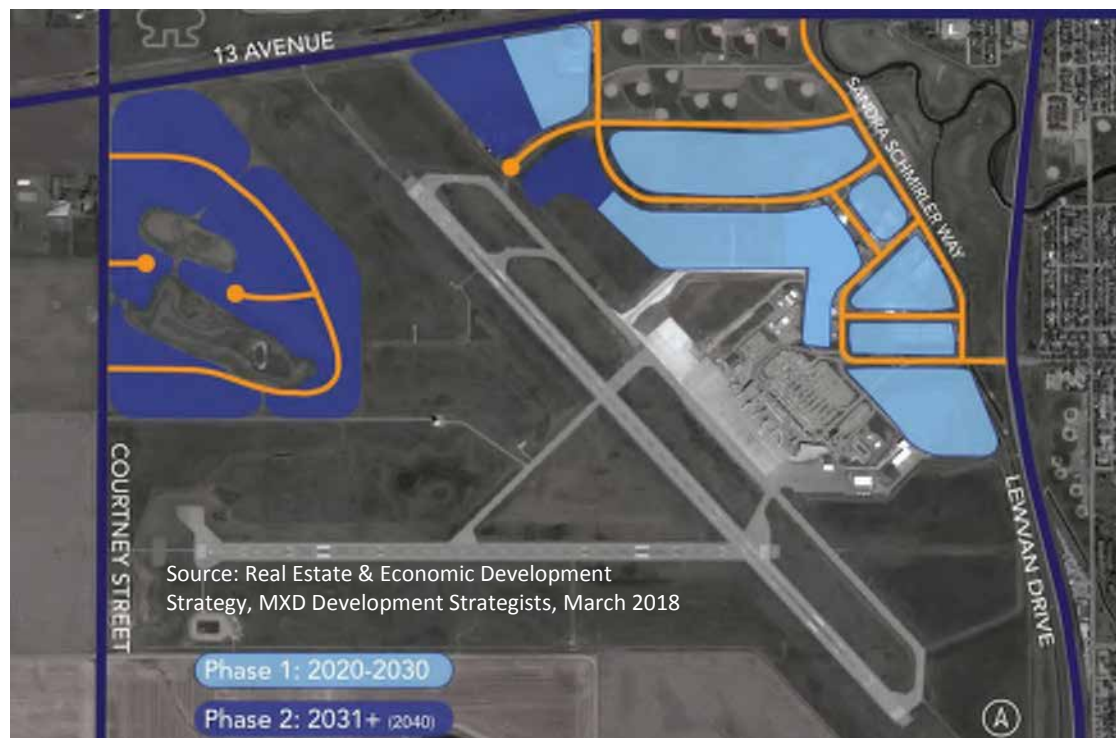 13 AVENUE
SANDRA SCHMIRLER WAY
COURTNEY STREET
LEWVAN DRIVE
Source: Real Estate & Economic Development
Strategy, MXD Development Strategists, March 2018
Phase 1: 2020-2030
Phase 2: 2031+ (2040)
A